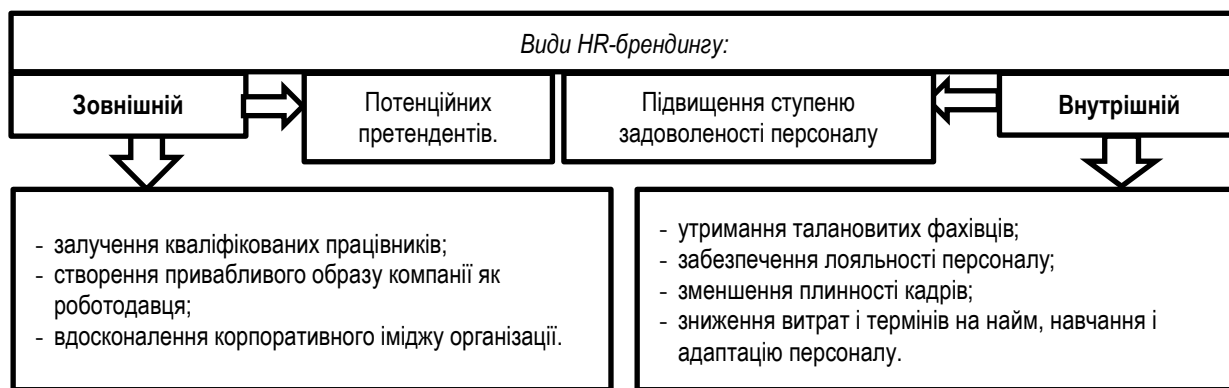 Види HR-брендингу:
Зовнішній
Потенційних
претендентів.
Підвищення ступеню
задоволеності персоналу
Внутрішній
- залучення кваліфікованих працівників;
- створення привабливого образу компанії як
роботодавця;
- вдосконалення корпоративного іміджу організації.
- утримання талановитих фахівців;
- забезпечення лояльності персоналу;
- зменшення плинності кадрів;
- зниження витрат і термінів на найм, навчання і
адаптацію персоналу.